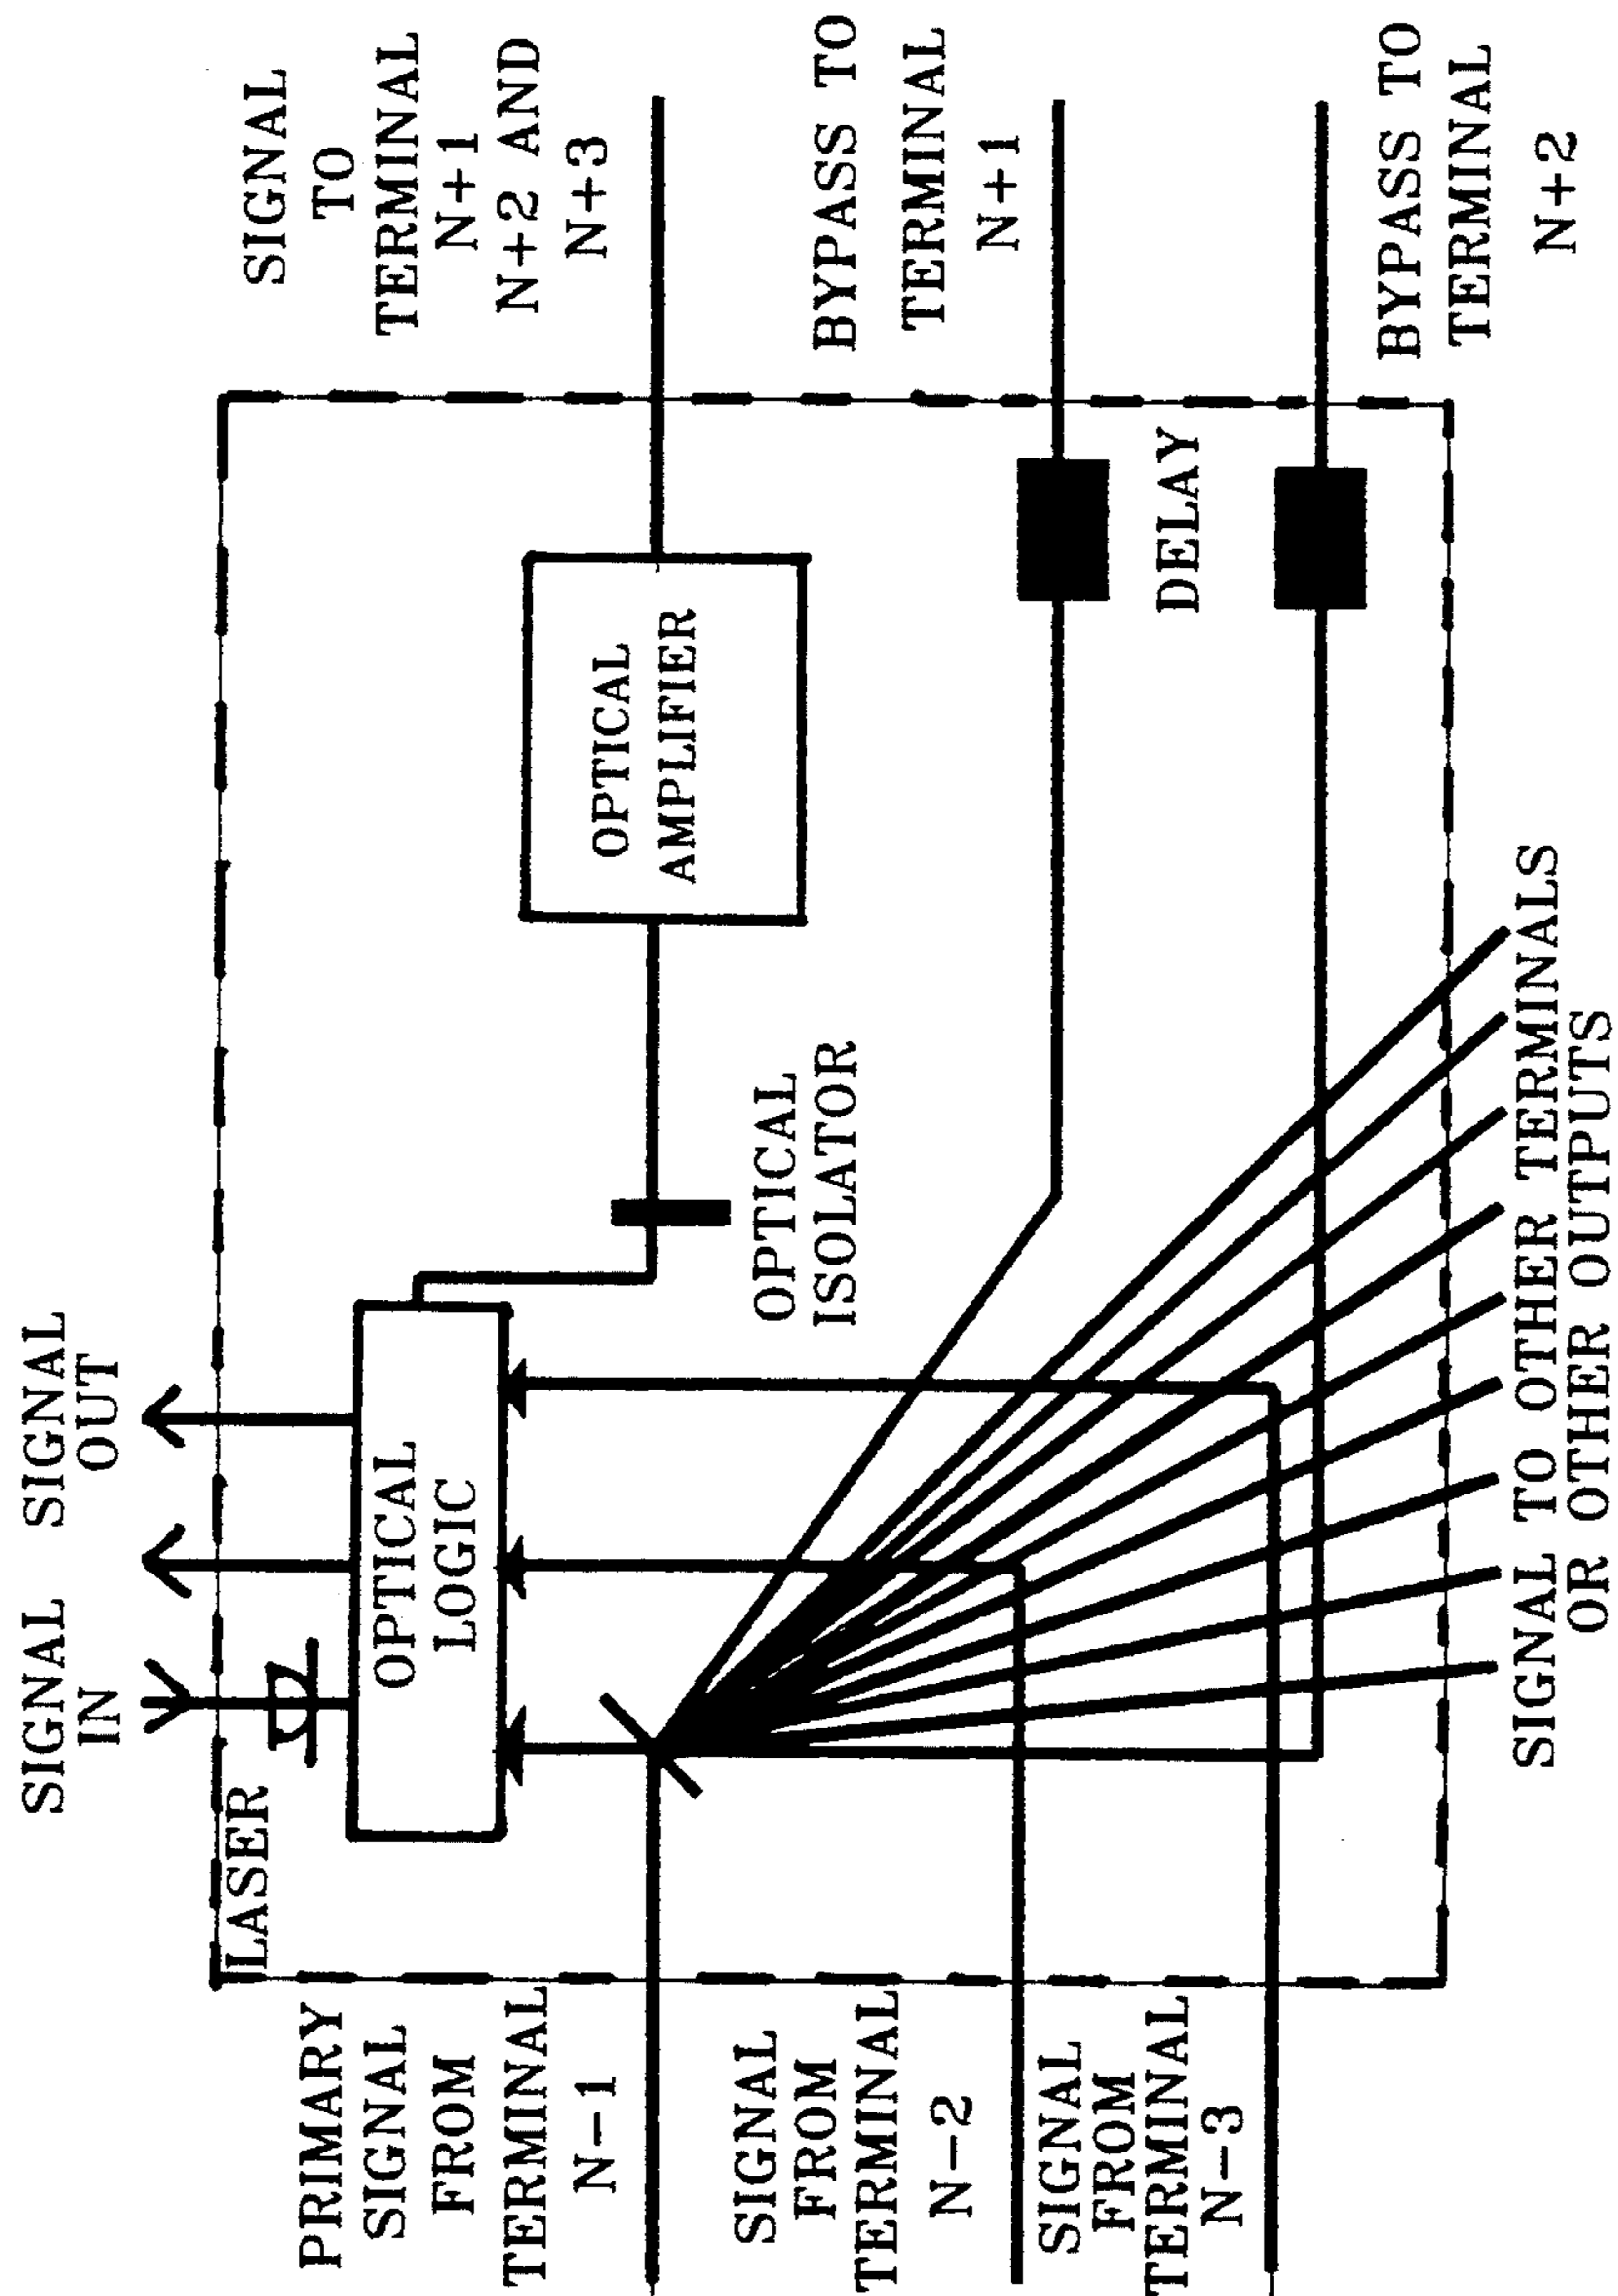 SIGNAL
IN
SIGNAL
OUT
LASER
OPTICAL
LOGIC
PRIMARY
SIGNAL
FROM
TERMINAL
N-1
SIGNAL
FROM
TERMINAL
N-2
SIGNAL
FROM
TERMINAL
N-3
OPTICAL
ISOLATOR
OPTICAL
AMPLIFIER
DELAY
SIGNAL
TO
TERMINAL
N+1
N+2 AND
N+3
BYPASS TO
TERMINAL
N+1
BYPASS TO
TERMINAL
N+2
SIGNAL TO OTHER TERMINALS
OR OTHER OUTPUTS